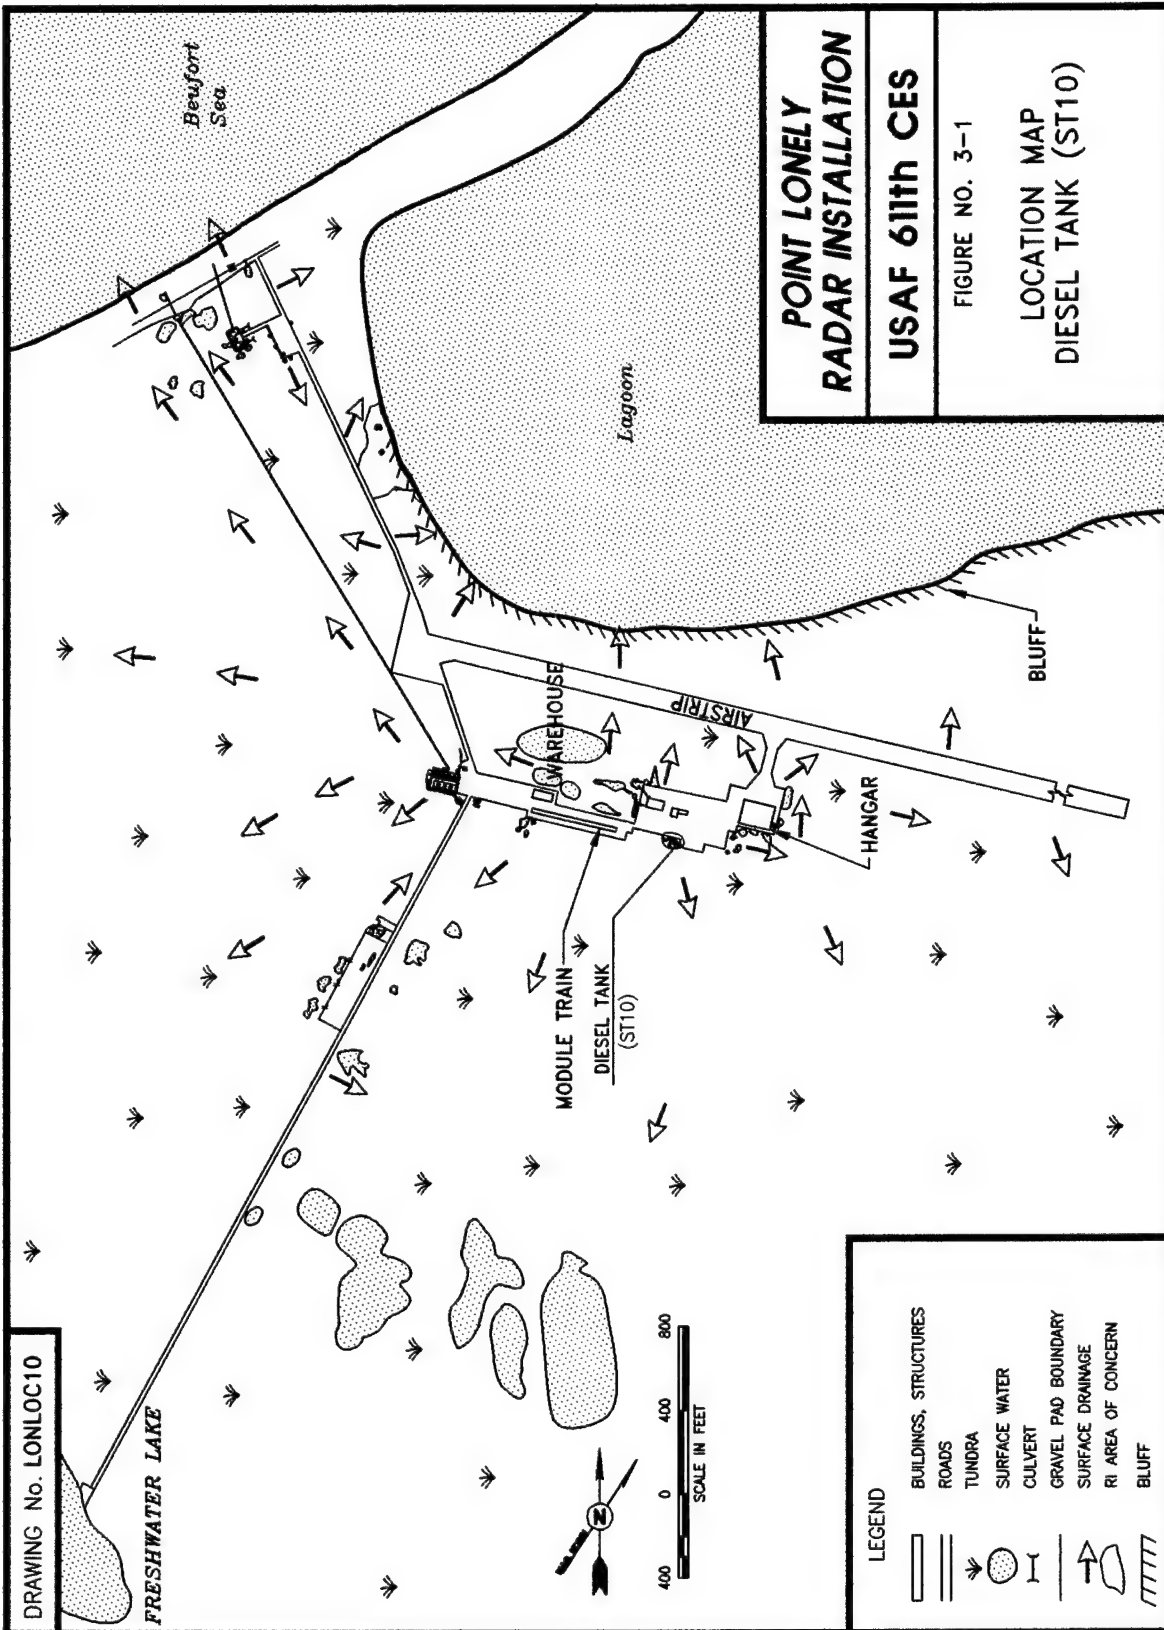 DRAWING No. LONLOC10
FRESHWATER LAKE
Beufort
Sea
Lagoon
WAREHOUSE
AIRSTRIP
BLUFF
HANGAR
MODULE TRAIN
DIESEL TANK
(ST10)
N
400 0 400 800
SCALE IN FEET
LEGEND
BUILDINGS, STRUCTURES
ROADS
TUNDRA
SURFACE WATER
CULVERT
GRAVEL PAD BOUNDARY
SURFACE DRAINAGE
RI AREA OF CONCERN
BLUFF
POINT LONELY
RADAR INSTALLATION
USAF 611th CES
FIGURE NO. 3-1
LOCATION MAP
DIESEL TANK (ST10)